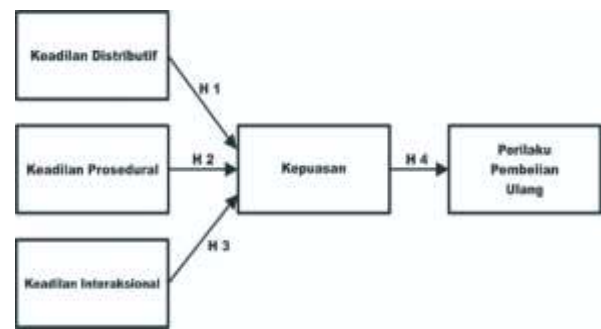 Keadilan Distributif
H 1
Keadilan Prosedural
H 2
Kepuasan
H 4
Perilaku
Pembelian
Ulang
H 3
Keadilan Interaksional